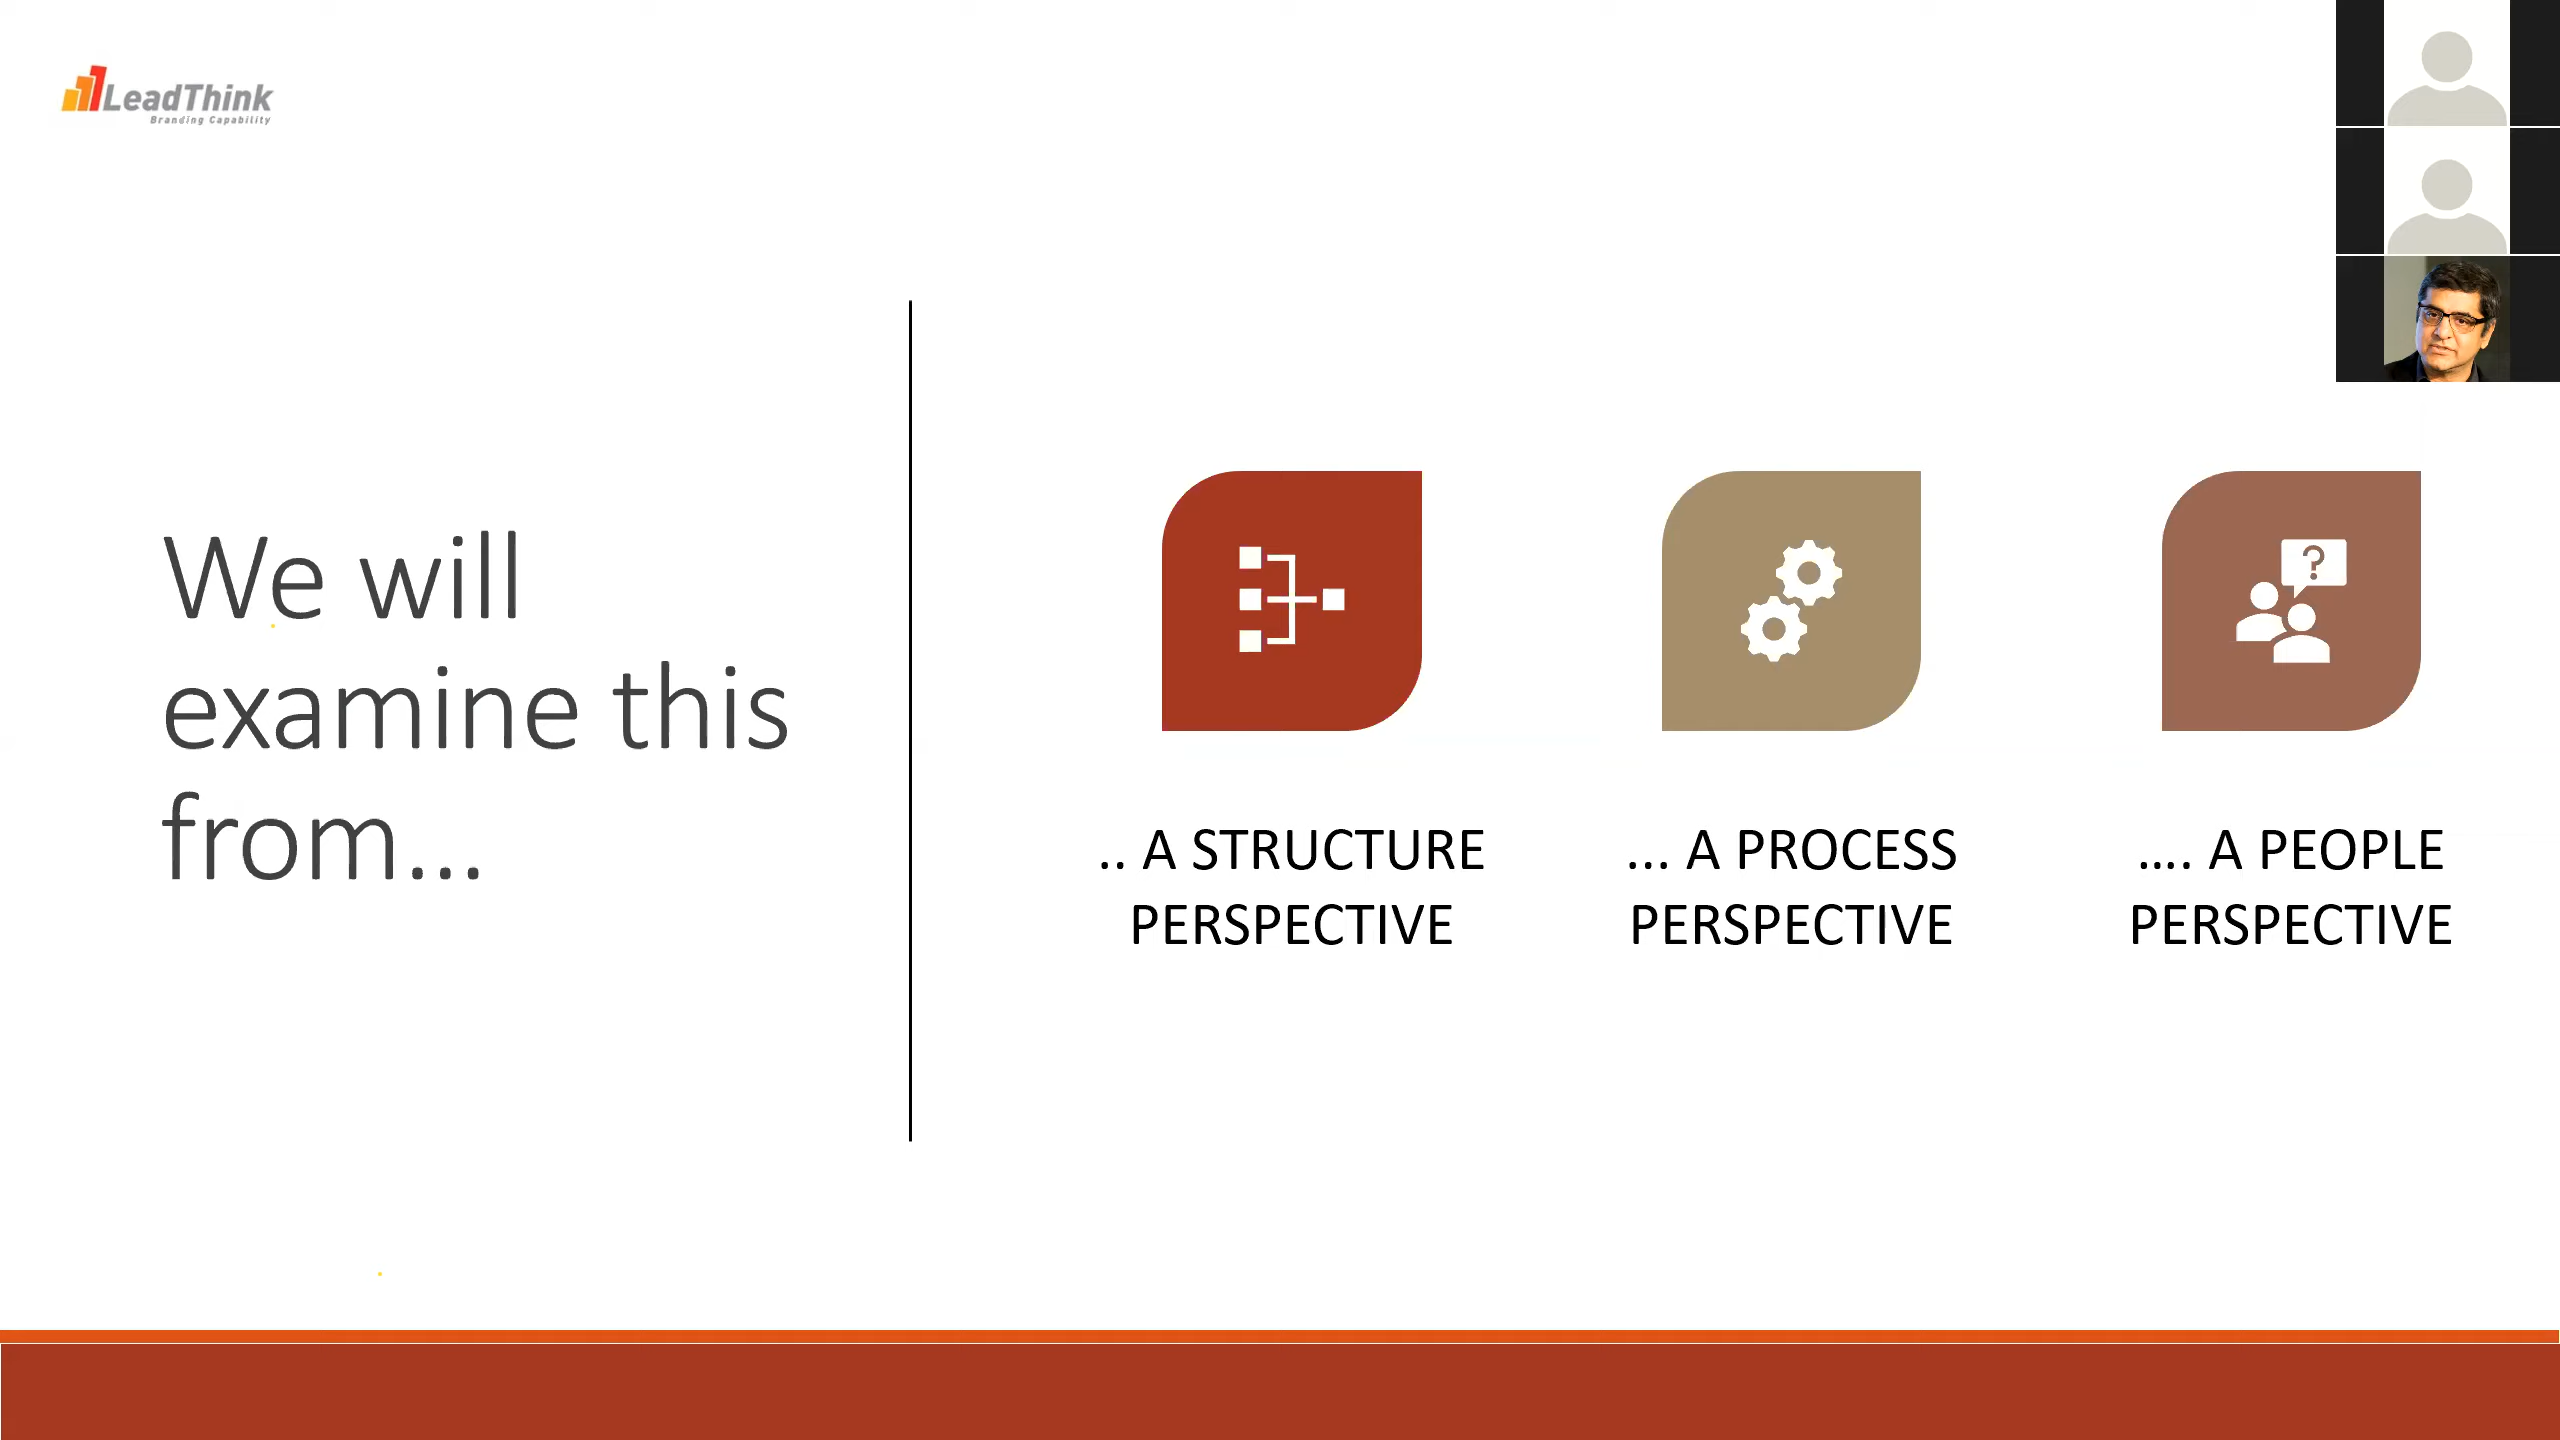 LeadThink
Branding Capability
We will
examine this
from...
.. A STRUCTURE
PERSPECTIVE
... A PROCESS
PERSPECTIVE
?
.... A PEOPLE
PERSPECTIVE